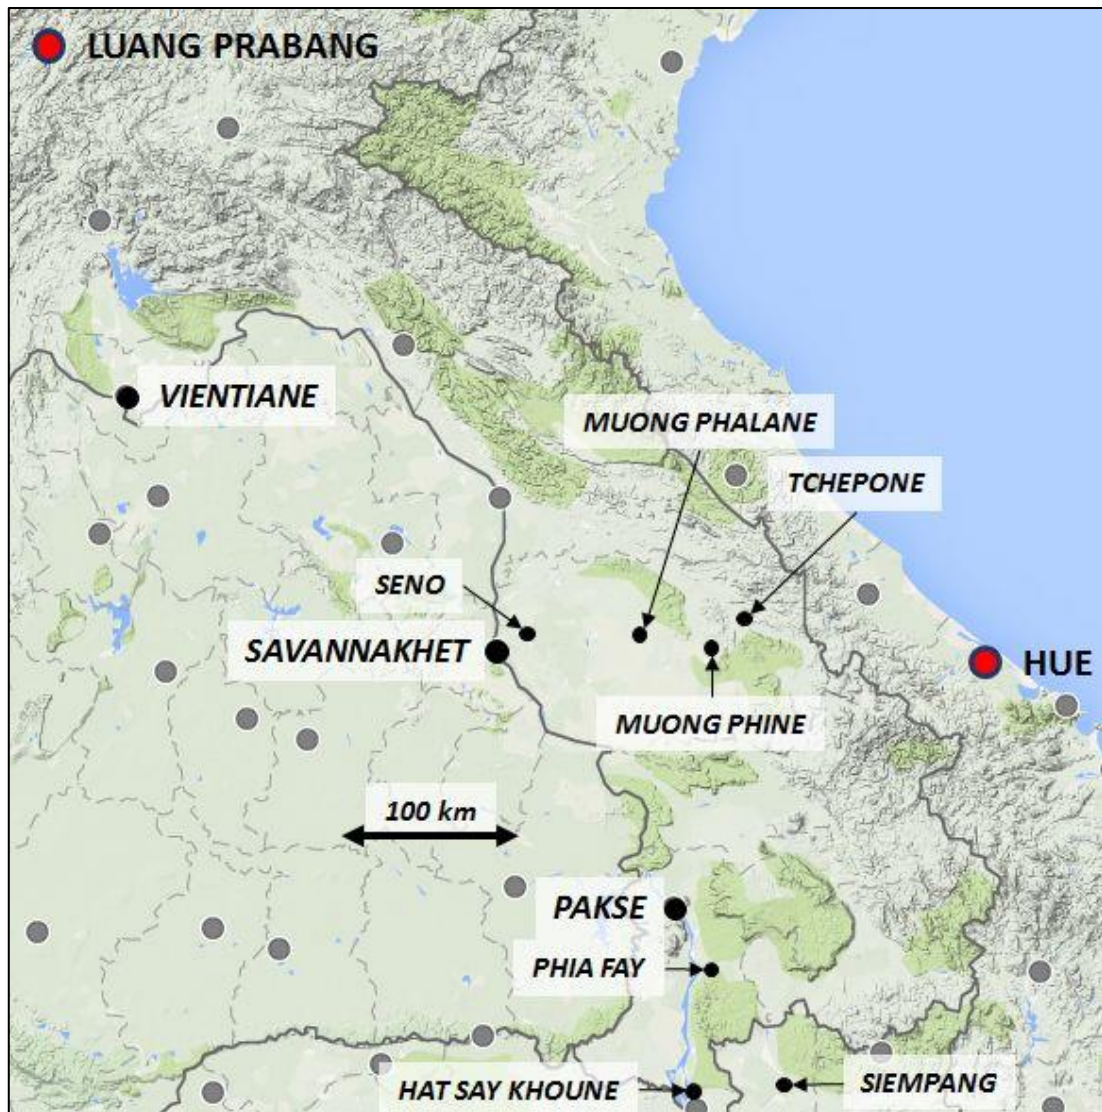 LUANG PRABANG
VIENTIANE
MUONG PHALANE
TCHEPONE
SENO
SAVANNAKHET
HUE
MUONG PHINE
100 km
PAKSE
PHIA FAY
HAT SAY KHOUNE
SIEMPANG